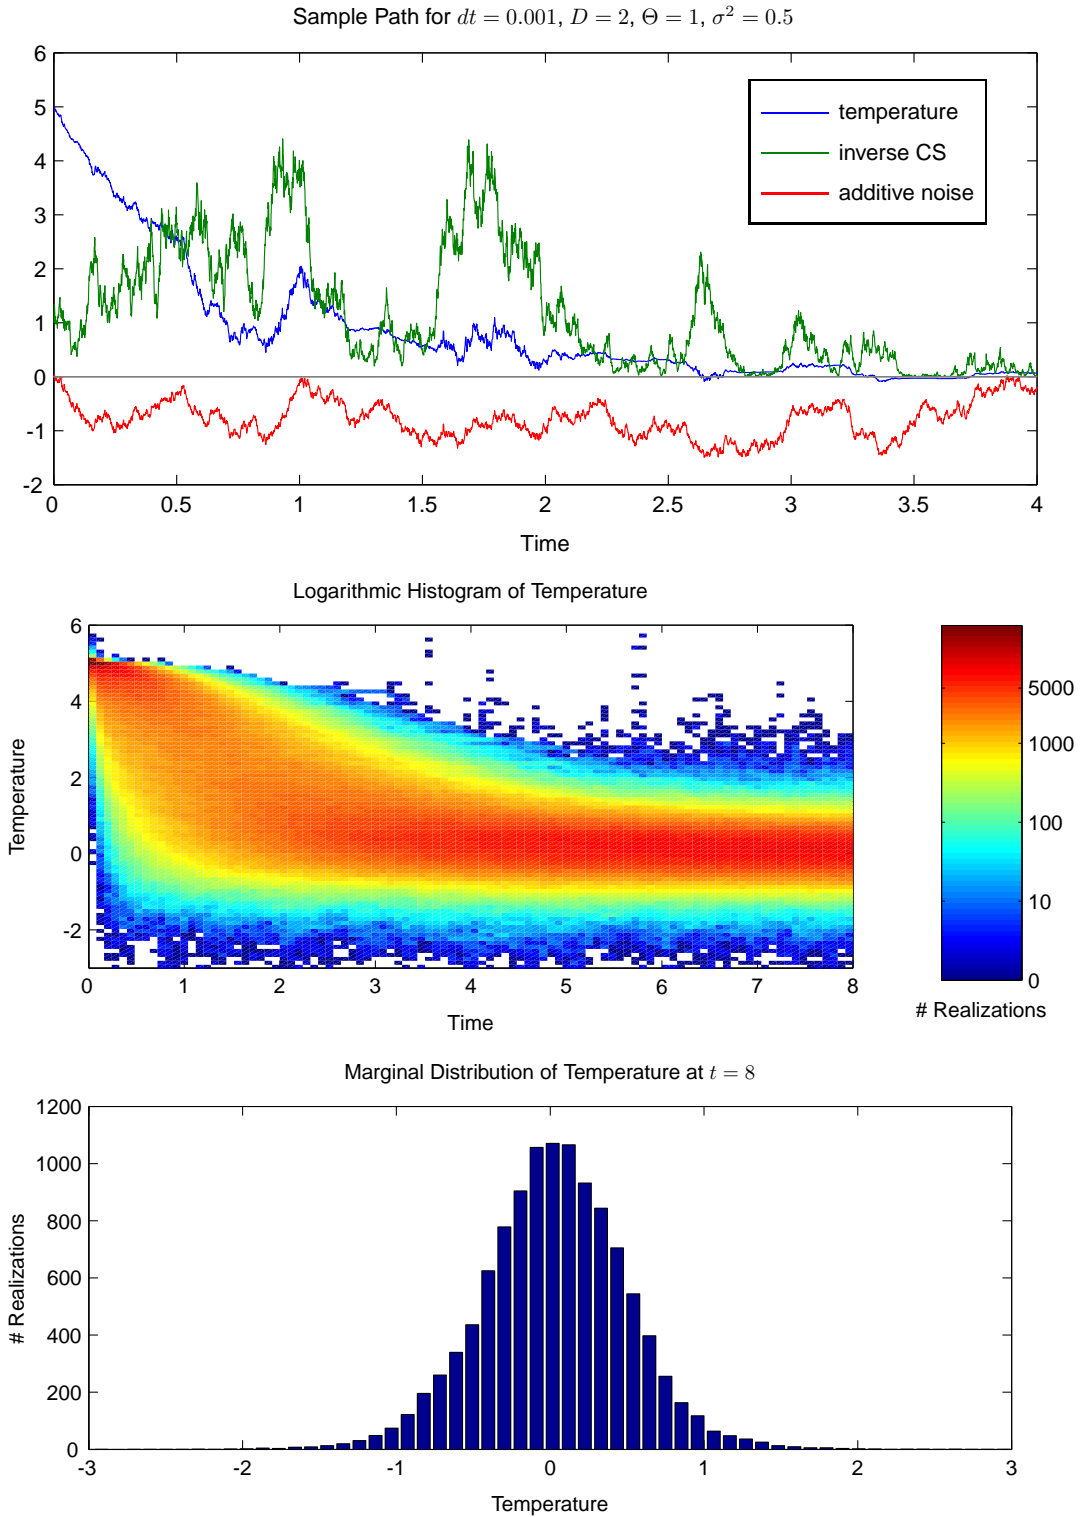 Sample Path for dt = 0.001, D = 2, Θ = 1, σ² = 0.5
6
5
4
3
2
1
0
-1
-2
temperature
inverse CS
additive noise
0 0.5 1 1.5 2 2.5 3 3.5 4
Time
Logarithmic Histogram of Temperature
6
4
2
0
-2
Temperature
0 1 2 3 4 5 6 7 8
Time
5000
1000
100
10
0
# Realizations
Marginal Distribution of Temperature at t = 8
1200
1000
800
600
400
200
0
# Realizations
-3 -2 -1 0 1 2 3
Temperature